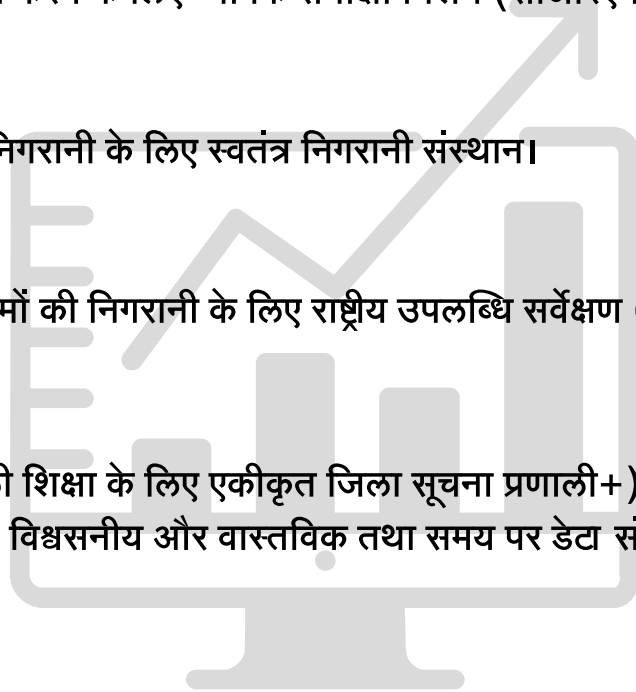 निगरानी के लिए स्वतंत्र निगरानी संस्थान।
की निगरानी के लिए राष्ट्रीय उपलब्धि सर्वेक्षण
शिक्षा के लिए एकीकृत जिला सूचना प्रणाली+)
विश्वसनीय और वास्तविक तथा समय पर डेटा